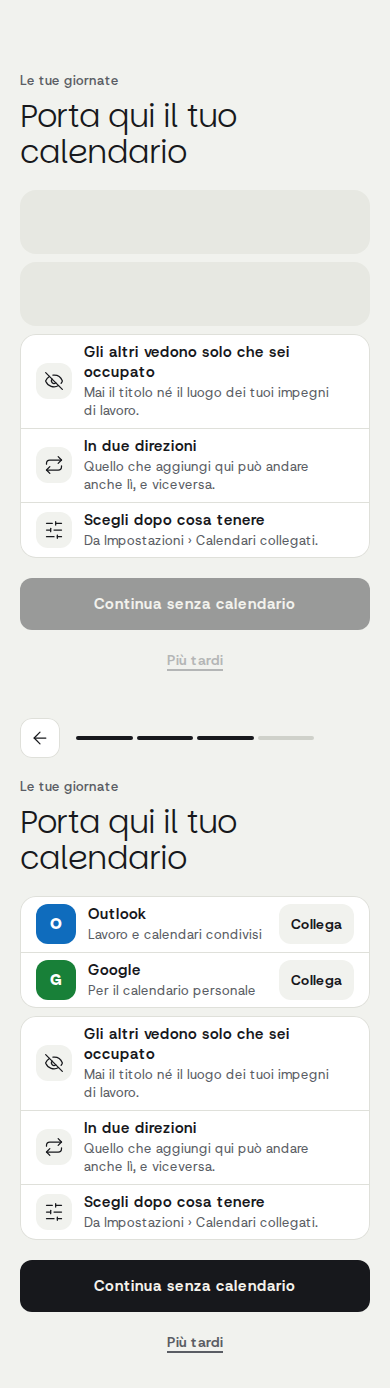 Le tue giornate
Porta qui il tuo
calendario
Gli altri vedono solo che sei
occupato
Mai il titolo né il luogo dei tuoi impegni
di lavoro.
In due direzioni
Quello che aggiungi qui può andare
anche lì, e viceversa.
Scegli dopo cosa tenere
Da Impostazioni › Calendari collegati.
Continua senza calendario
Più tardi
Le tue giornate
Porta qui il tuo
calendario
O
Outlook
Lavoro e calendari condivisi
Collega
G
Google
Per il calendario personale
Collega
Gli altri vedono solo che sei
occupato
Mai il titolo né il luogo dei tuoi impegni
di lavoro.
In due direzioni
Quello che aggiungi qui può andare
anche lì, e viceversa.
Scegli dopo cosa tenere
Da Impostazioni › Calendari collegati.
Continua senza calendario
Più tardi